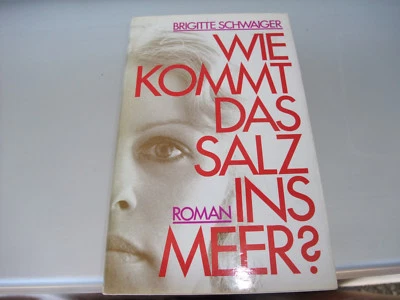 BRIGITTE SCHWAIGER
WIE
KOMMT
DAS
SALZ
ROMAN INS
MEER?